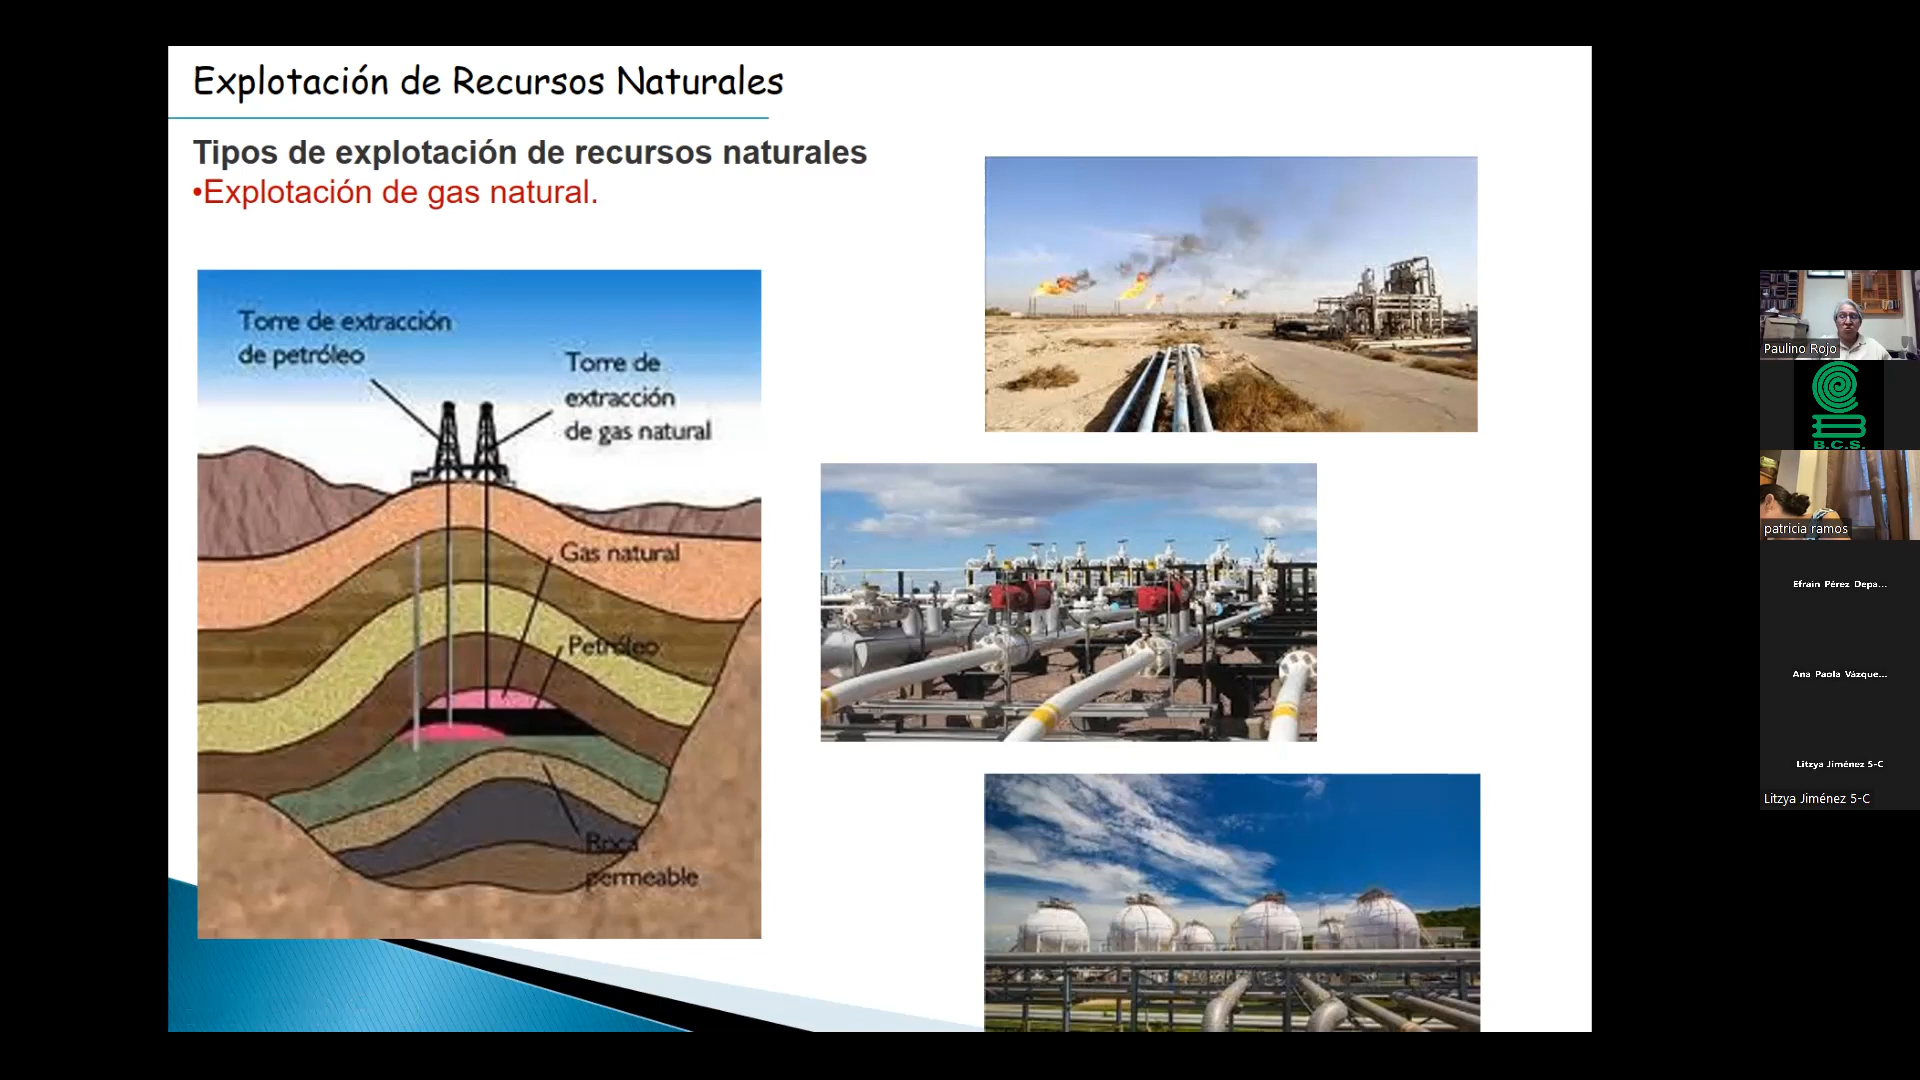 Explotación de Recursos Naturales
Tipos de explotación de recursos naturales
•Explotación de gas natural.
Torre de extracción
de petróleo
Torre de
extracción
de gas natural
Gas natural
Petróleo
Roca
permeable
Paulino Rojo
B.C.S.
patricia ramos
Efrain Pérez Depa...
Ana Paola Vázque...
Litzya Jiménez 5-C
Litzya Jiménez 5-C